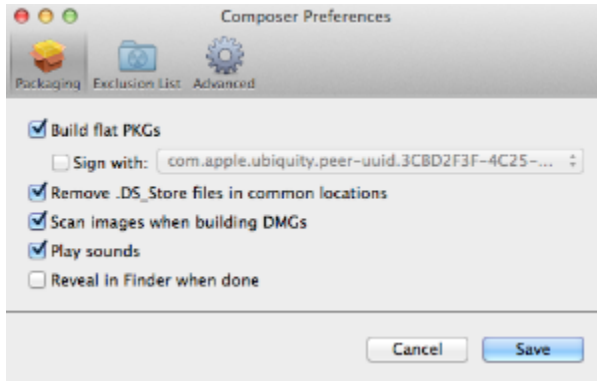 Composer Preferences
Packaging Exclusion List Advanced
Build flat PKGs
Sign with: com.apple.ubiquity.peer-uuid.3CBD2F3F-4C25-...
Remove .DS_Store files in common locations
Scan images when building DMGs
Play sounds
Reveal in Finder when done
Cancel Save